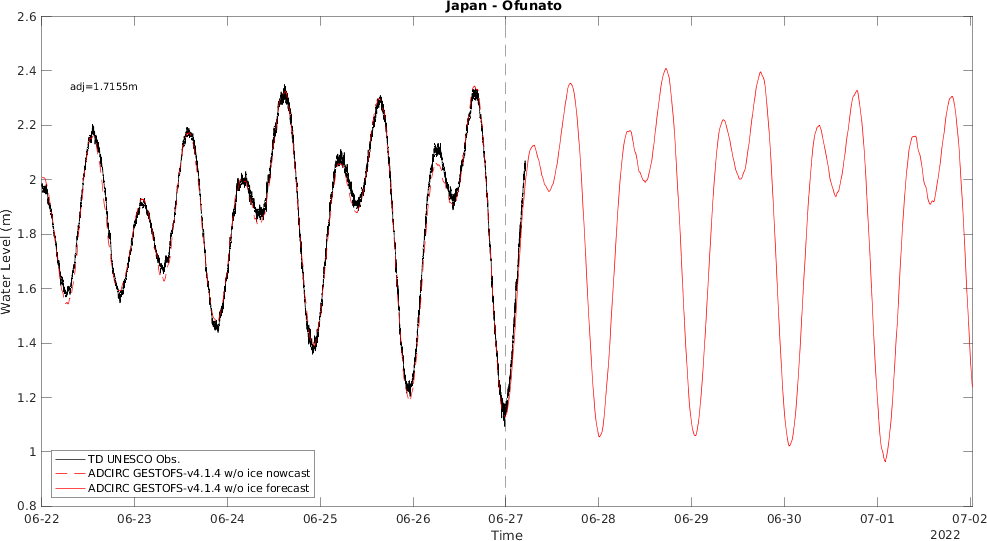 Japan - Ofunato
2.6
2.4
2.2
2
1.8
1.6
1.4
1.2
1
0.8
Water Level (m)
adj=1.7155m
TD UNESCO Obs.
ADCIRC GESTOFS-v4.1.4 w/o ice nowcast
ADCIRC GESTOFS-v4.1.4 w/o ice forecast
06-22 06-23 06-24 06-25 06-26 06-27 06-28 06-29 06-30 07-01 07-02
Time
2022